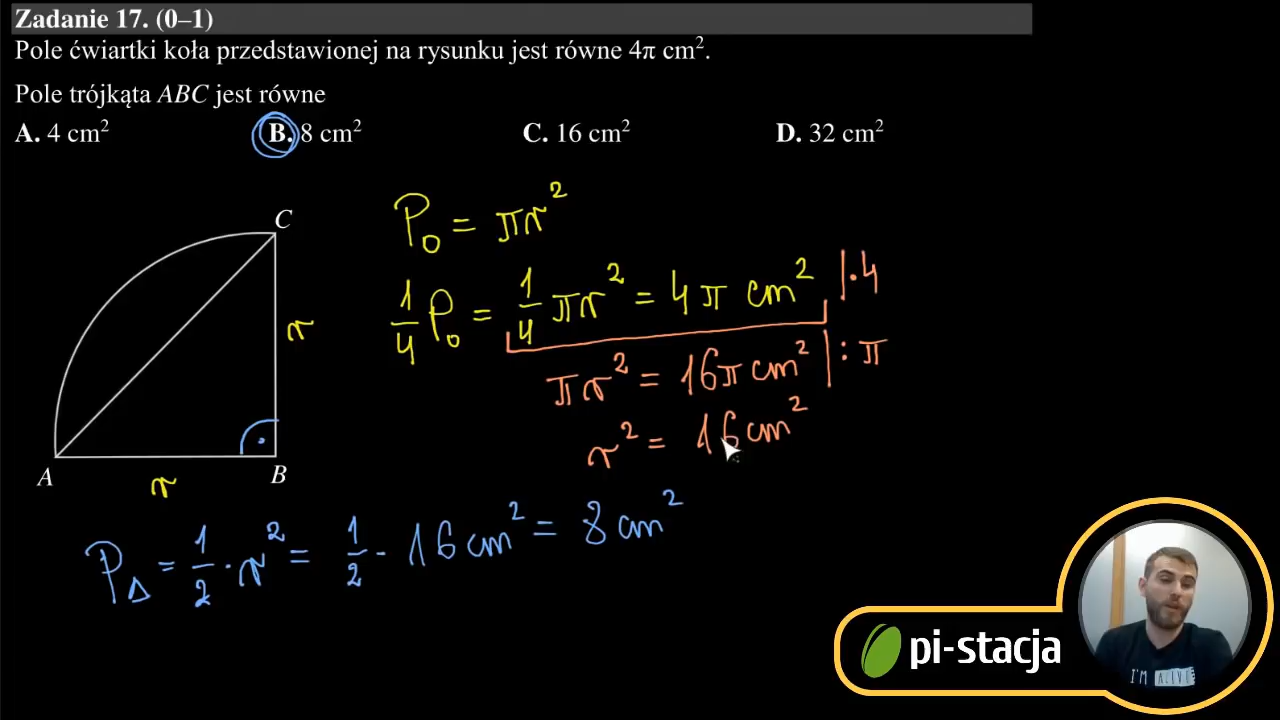 Zadanie 17. (0–1)
Pole ćwiartki koła przedstawionej na rysunku jest równe 4π cm².
Pole trójkąta ABC jest równe
A. 4 cm² B. 8 cm² C. 16 cm² D. 32 cm²
C
r
A
r
B
P₀ = πr²
1/4 P₀ = 1/4 πr² = 4π cm² |·4
πr² = 16π cm² |:π
r² = 16 cm²
P△ = 1/2 · r² = 1/2 · 16 cm² = 8 cm²
pi-stacja
I'M ALIVE